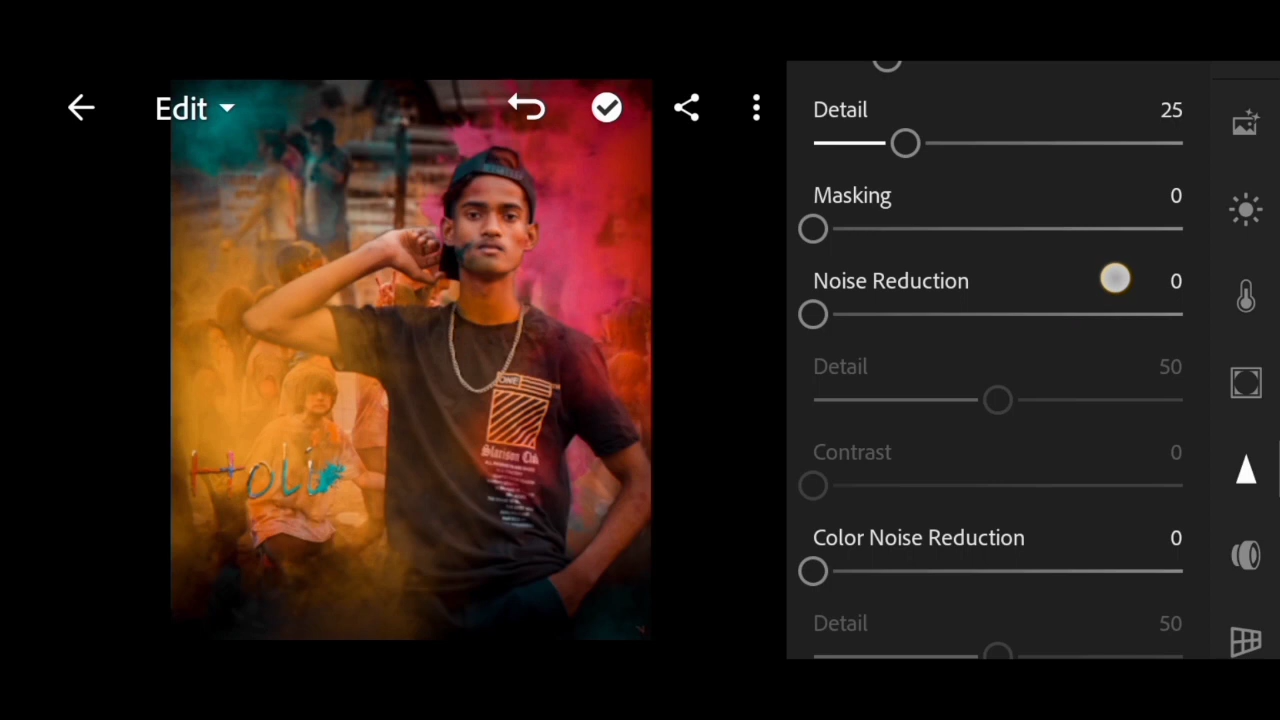 Edit
Detail 25
Masking 0
Noise Reduction 0
Detail 50
Contrast 0
Color Noise Reduction 0
Detail 50
ONE
Holi